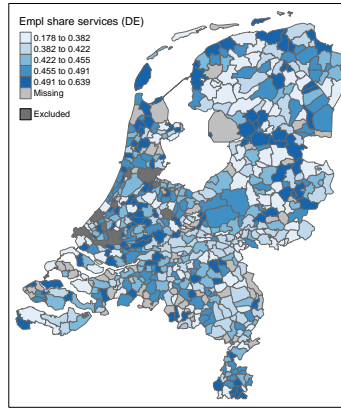 Empl share services (DE)
0.178 to 0.382
0.382 to 0.422
0.422 to 0.455
0.455 to 0.491
0.491 to 0.639
Missing
Excluded